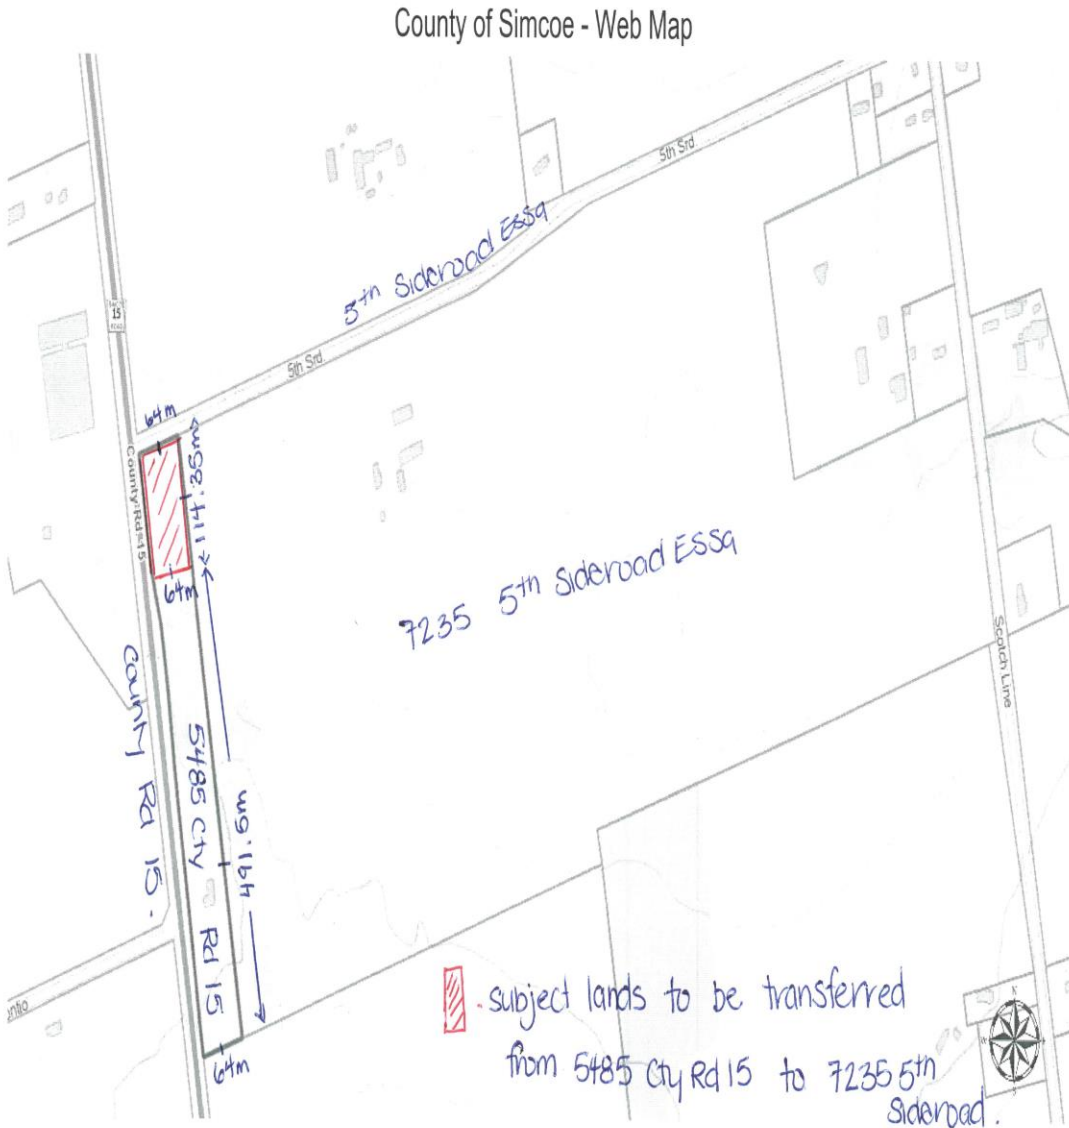 County of Simcoe - Web Map
5th Srd
5th Sideroad Essa
15
5th Srd
64m
114.35m
County Rd 15
64m
7235 5th Sideroad Essa
Scotch Line
County Rd 15.
5485 Cty Rd 15
491.5m
64m
- subject lands to be transferred
from 5485 Cty Rd 15 to 7235 5th
Sideroad.
N